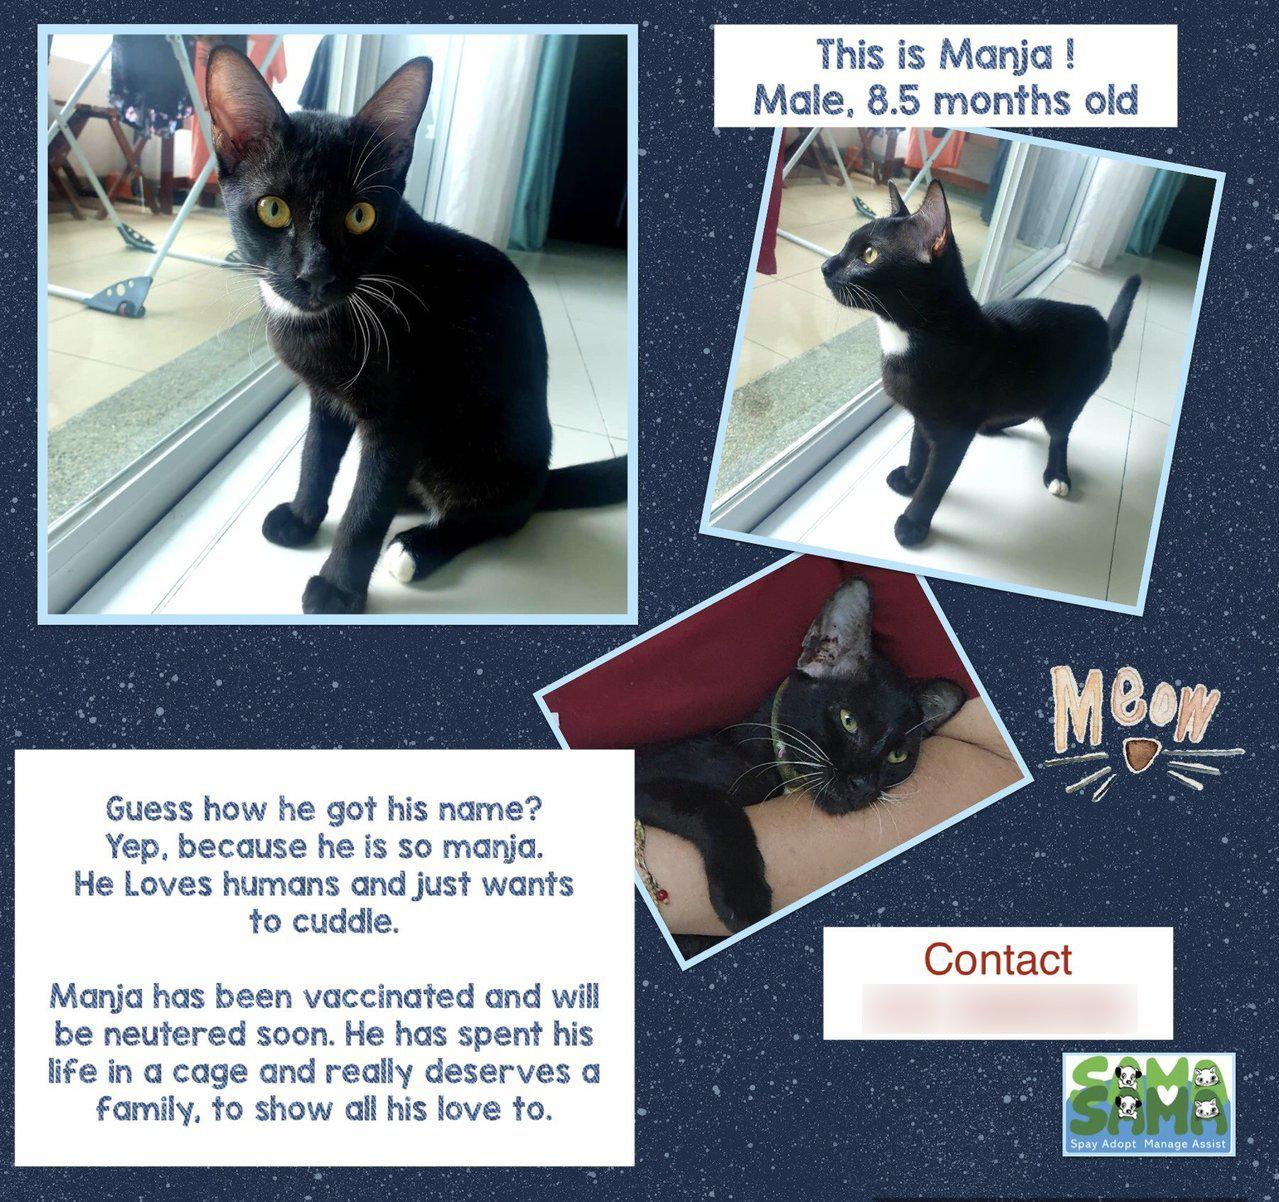 This is Manja !
Male, 8.5 months old
Meow
Guess how he got his name?
Yep, because he is so manja.
He Loves humans and just wants
to cuddle.
Manja has been vaccinated and will
be neutered soon. He has spent his
life in a cage and really deserves a
family, to show all his love to.
Contact
SAMA
SAMA
Spay Adopt Manage Assist